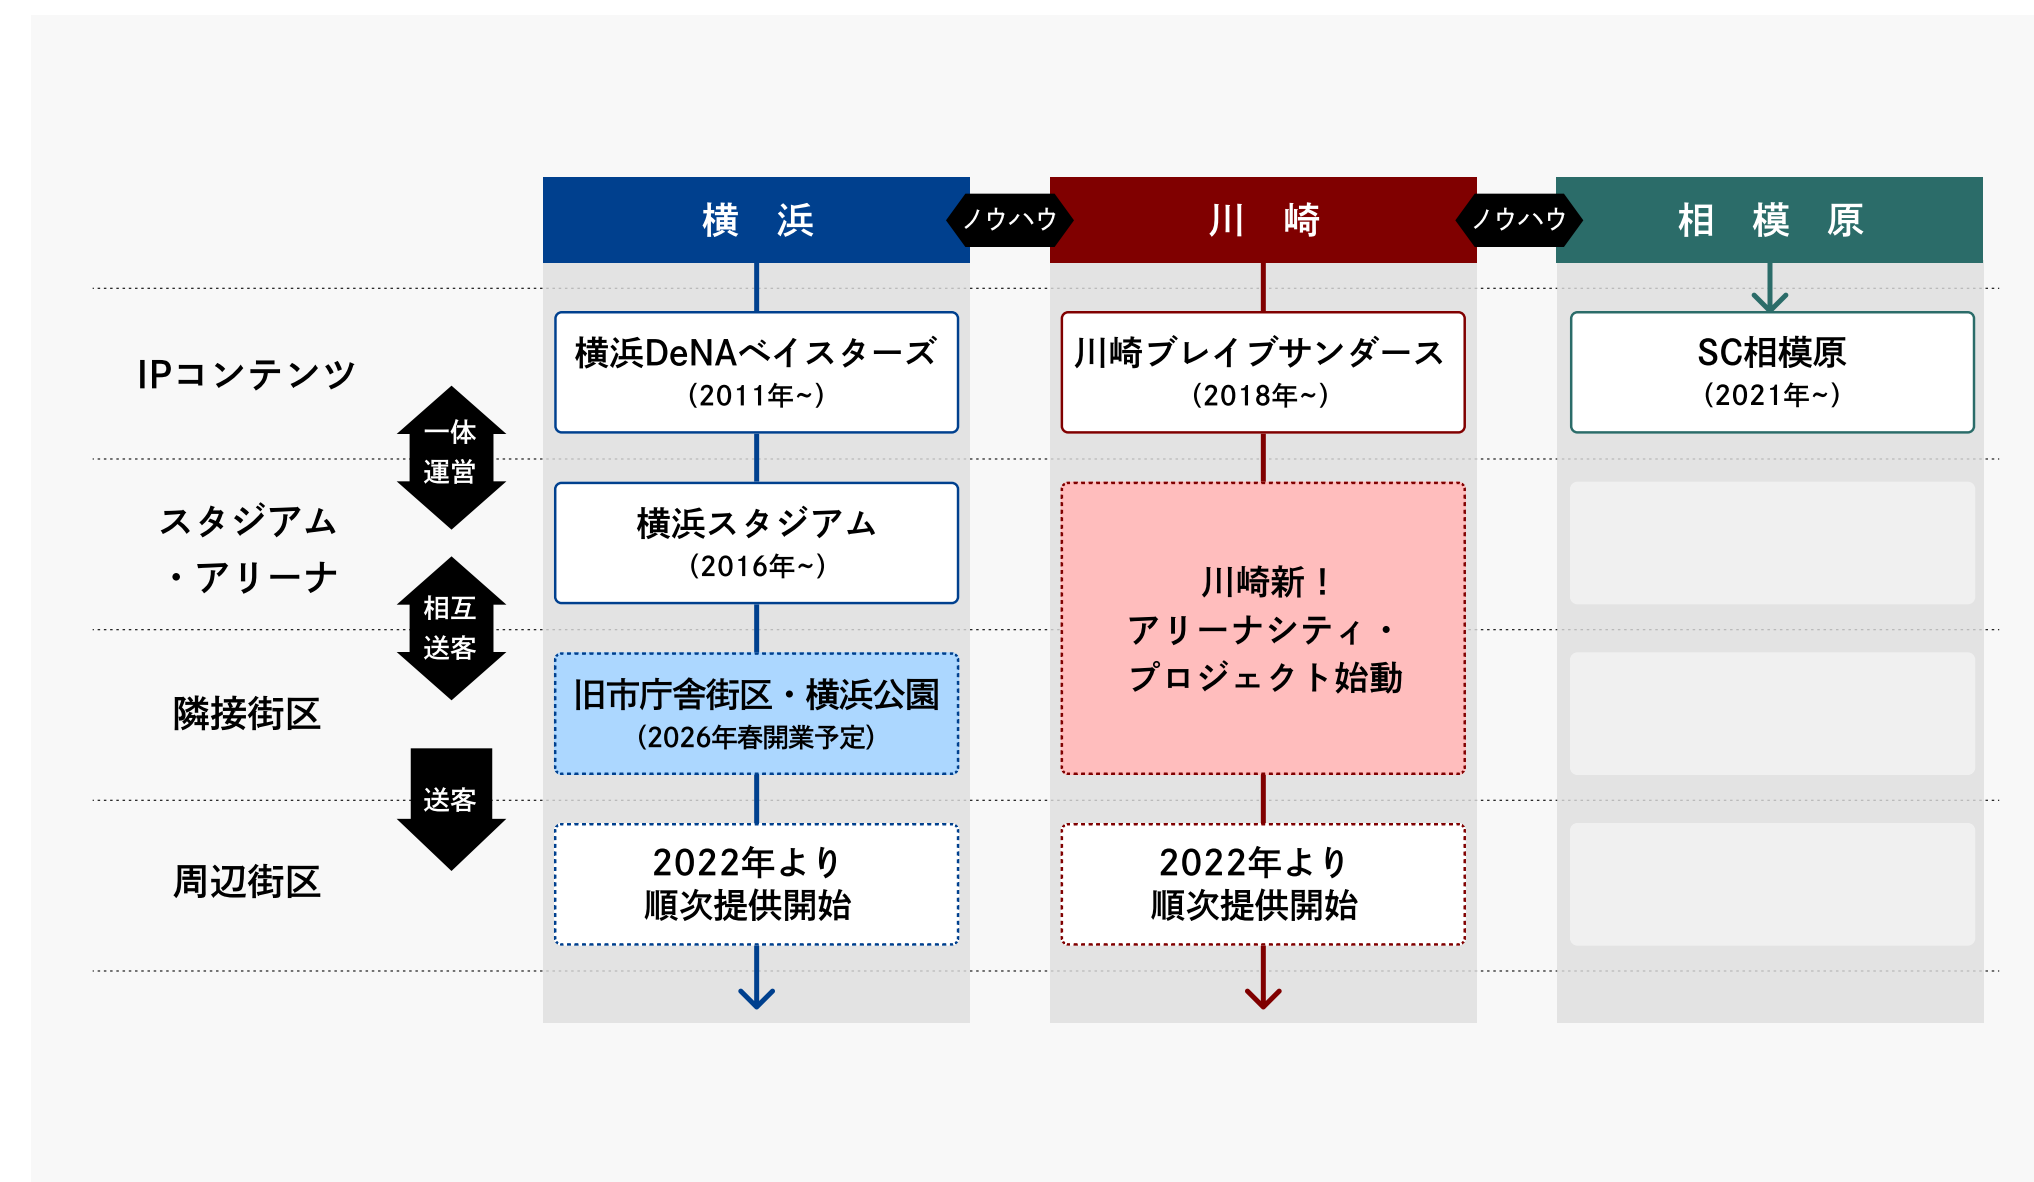 横　浜
ノウハウ
川　崎
ノウハウ
相　模　原
IPコンテンツ
横浜DeNAベイスターズ
（2011年~）
川崎ブレイブサンダース
（2018年~）
SC相模原
（2021年~）
一体
運営
スタジアム
・アリーナ
横浜スタジアム
（2016年~）
川崎新！
アリーナシティ・
プロジェクト始動
相互
送客
隣接街区
旧市庁舎街区・横浜公園
（2026年春開業予定）
送客
周辺街区
2022年より
順次提供開始
2022年より
順次提供開始